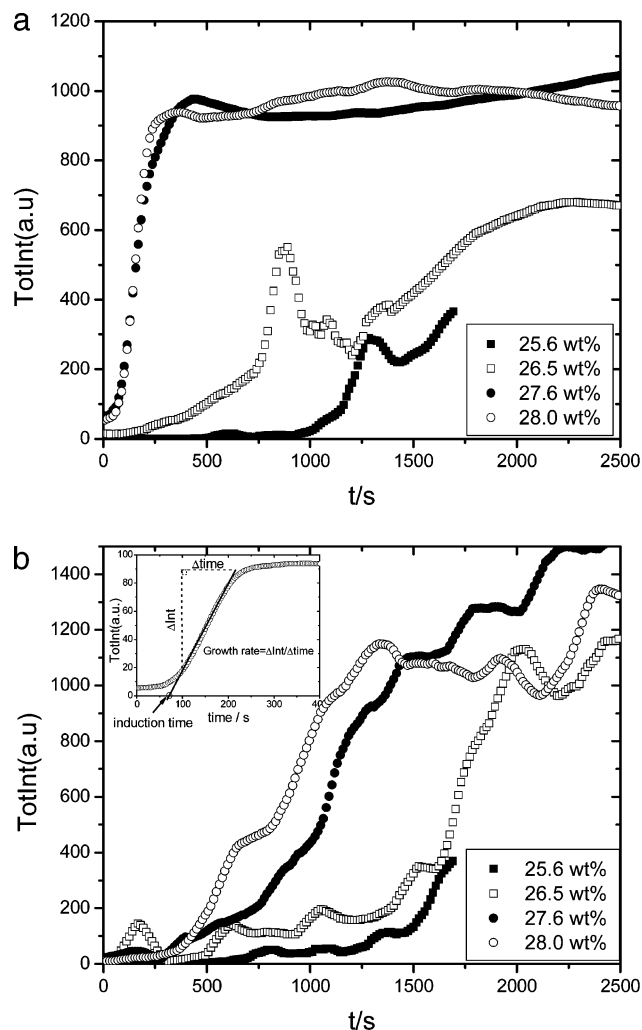 a
1200
1000
800
600
400
200
0
TotInt(a.u)
25.6 wt%
26.5 wt%
27.6 wt%
28.0 wt%
0 500 1000 1500 2000 2500
t/s
b
1400
1200
1000
800
600
400
200
0
TotInt(a.u)
100
80
60
40
20
0
TotInt(a.u.)
Δtime
ΔInt
Growth rate=ΔInt/Δtime
0 100 200 300 40
induction time
time / s
25.6 wt%
26.5 wt%
27.6 wt%
28.0 wt%
0 500 1000 1500 2000 2500
t/s